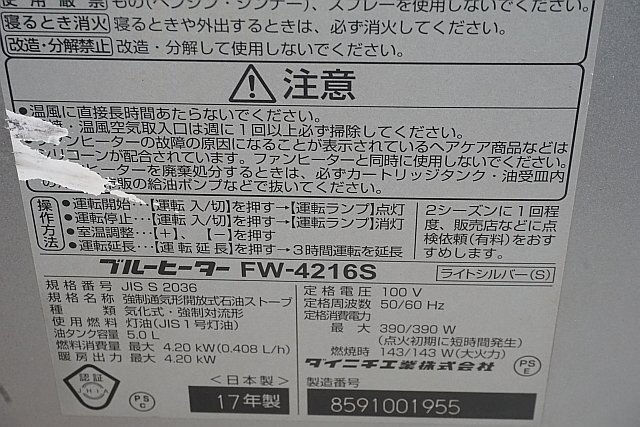 もの(ベンジン・シンナー)、スプレーを使用しないでください。
寝るとき消火 寝るときや外出するときは、必ず消火してください。
改造・分解禁止 改造・分解して使用しないでください。
⚠注意
●温風に直接長時間あたらないでください。
・温風空気取入口は週に1回以上必ず掃除してください。
ンヒーターの故障の原因になることが表示されているヘアケア商品などは
シリコーンが配合されています。ファンヒーターと同時に使用しないでください。
ーターを廃棄処分するときは、必ずカートリッジタンク・油受皿内
の給油ポンプなどで抜いてください。
操作方法
●運転開始…【運転 入/切】を押す→【運転ランプ】点灯
●運転停止…【運転 入/切】を押す→【運転ランプ】消灯
●室温調整…【+】、【-】を押す
●運転延長…【運転延長】を押す→3時間運転を延長
2シーズンに1回程度、販売店などに点検依頼(有料)をおすすめします。
ブルーヒーター FW-4216S
ライトシルバー(S)
規格番号 JIS S 2036
規格名称 強制通気形開放式石油ストーブ
種類 気化式・強制対流形
使用燃料 灯油(JIS1号灯油)
油タンク容量 5.0 L
燃料消費量 最大 4.20 kW(0.408 L/h)
暖房出力 最大 4.20 kW
定格電圧 100 V
定格周波数 50/60 Hz
定格消費電力
最大 390/390 W
(点火初期に短時間発生)
燃焼時 143/143 W(大火力)
ダイニチ工業株式会社
PS E
認証
JHIA
PS C
<日本製>
17年製
製造番号
8591001955